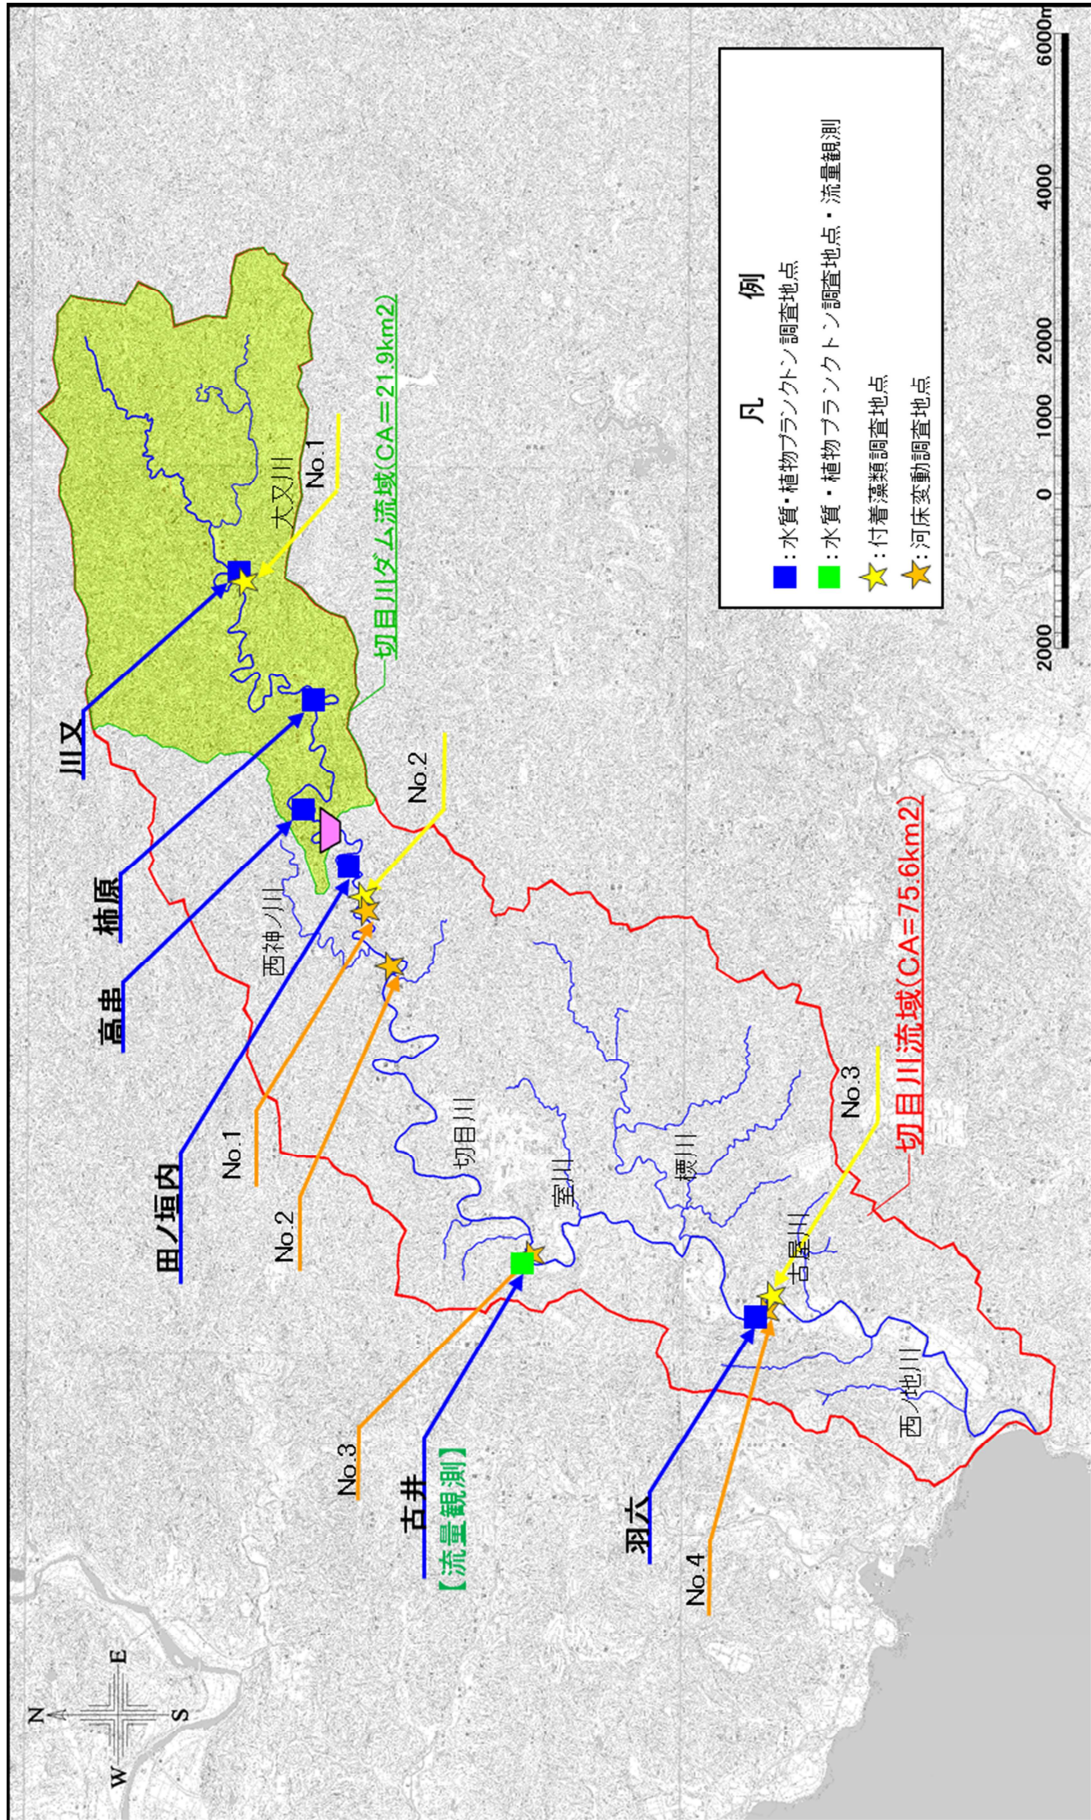 N
W
E
S
川又
柿原
高串
田ノ垣内
No.1
No.2
No.3
古井
【流量観測】
羽六
No.4
大又川
No.1
切目川ダム流域(CA=21.9km2)
西神ノ川
No.2
切目川
室川
古屋川
西ノ地川
No.3
切目川流域(CA=75.6km2)
凡 例
:水質・植物プランクトン調査地点
:水質・植物プランクトン調査地点・流量観測
:付着藻類調査地点
:河床変動調査地点
2000
0
1000
2000
4000
6000m